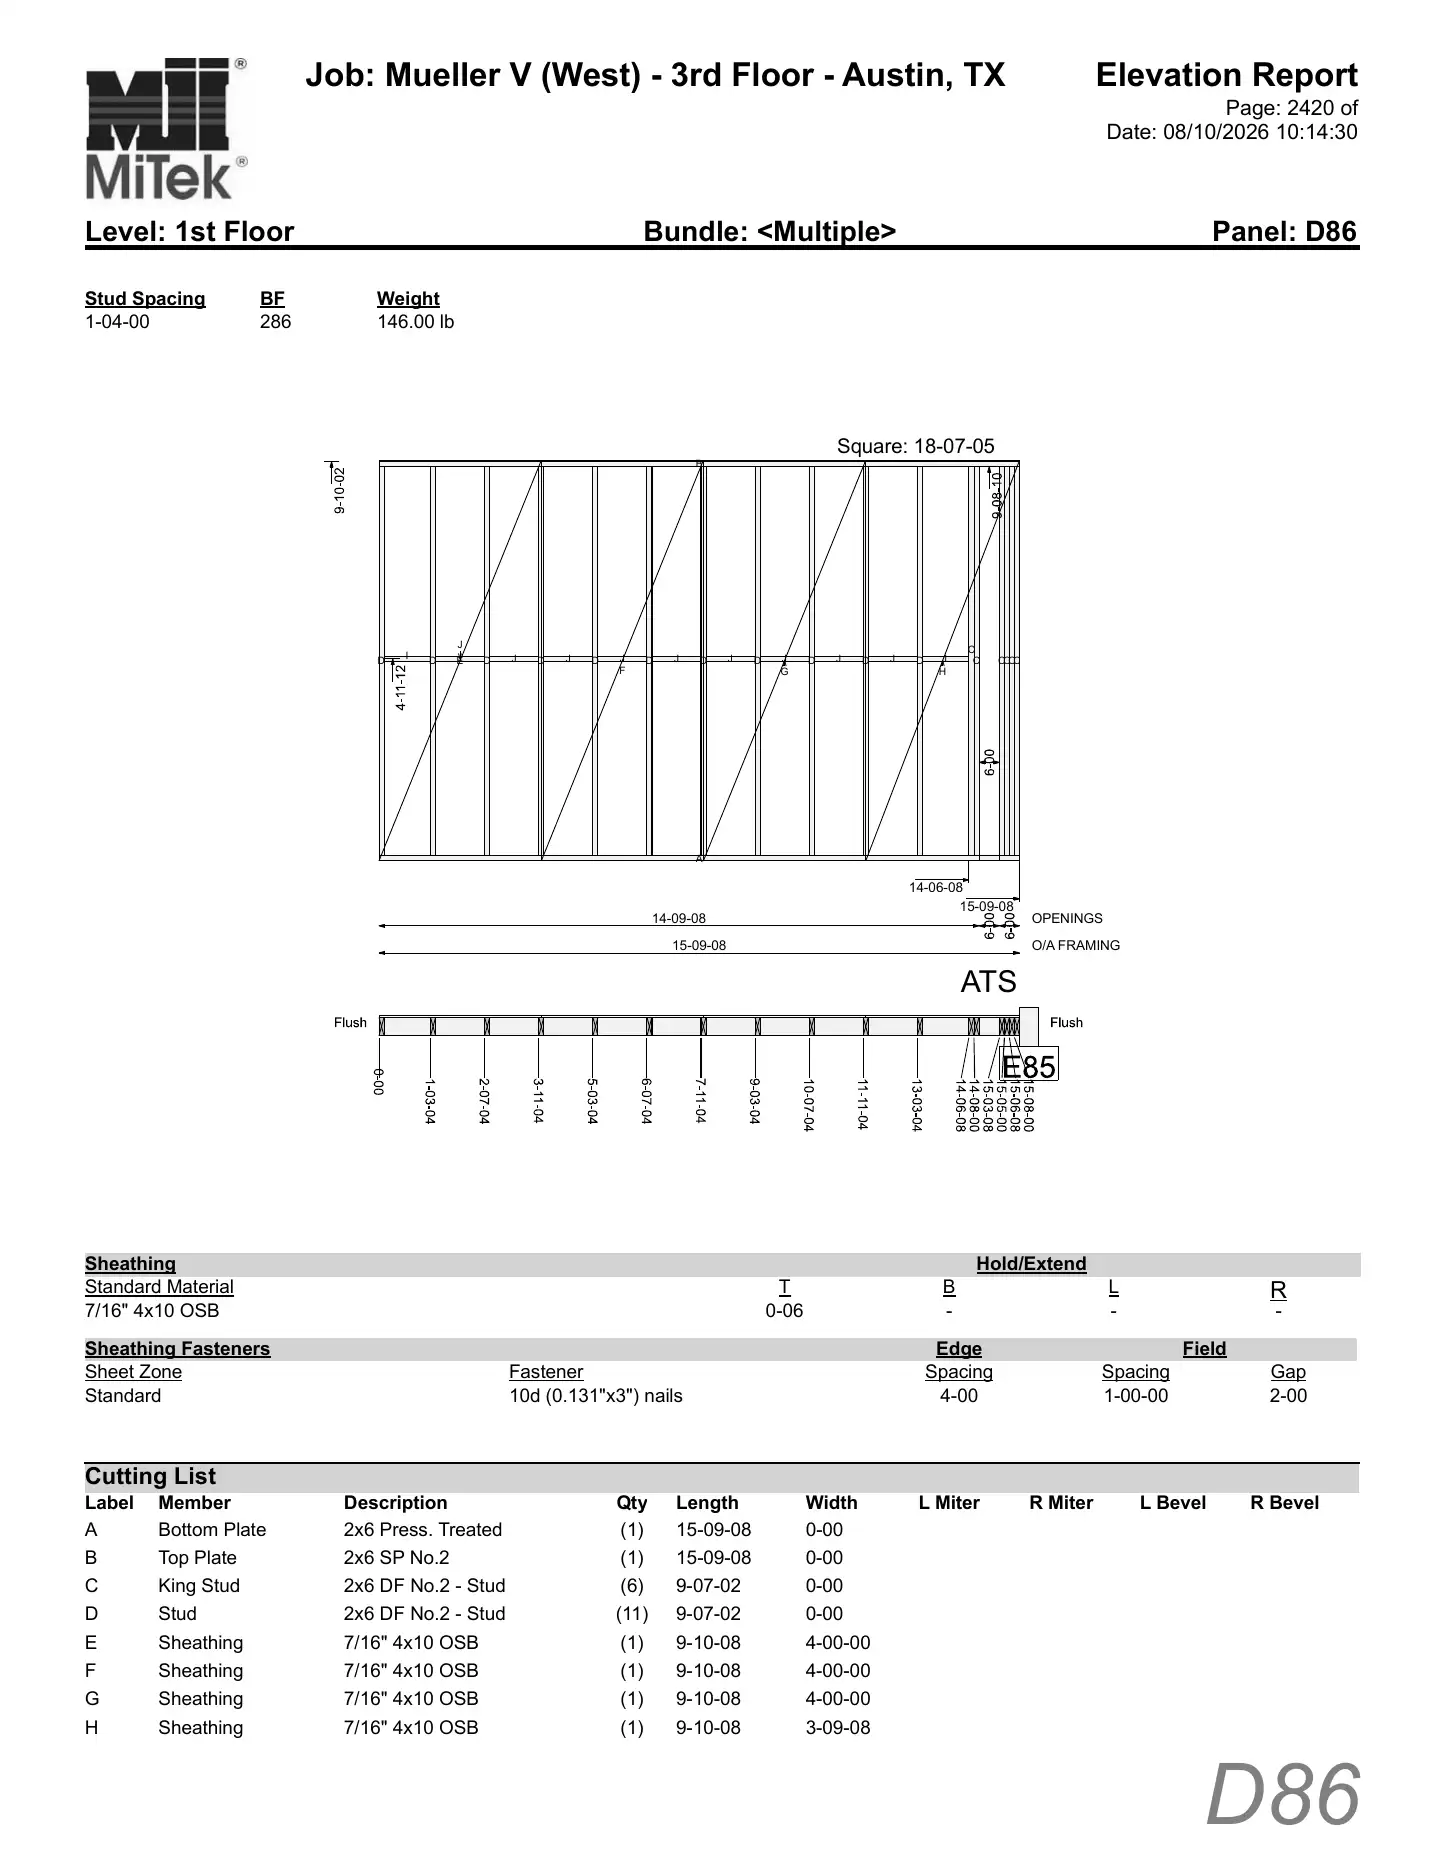 Job: Mueller V (West) - 3rd Floor - Austin, TX
Elevation Report
Page: 2420 of
Date: 08/10/2026 10:14:30
MiTek®
Level: 1st Floor Bundle: <Multiple> Panel: D86
Stud Spacing BF Weight
1-04-00 286 146.00 lb
Square: 18-07-05
9-10-02
9-08-10
J
I
D E J J J J J J J C
F G H
4-11-12
6-00
B
A
14-06-08
15-09-08
14-09-08 6-00 6-00 OPENINGS
15-09-08 O/A FRAMING
ATS
Flush Flush
E85
0-00 1-03-04 2-07-04 3-11-04 5-03-04 6-07-04 7-11-04 9-03-04 10-07-04 11-11-04 13-03-04 14-06-08 14-08-00 15-03-08 15-05-00 15-06-08 15-08-00
Sheathing Hold/Extend
Standard Material T B L R
7/16" 4x10 OSB 0-06 - - -
Sheathing Fasteners Edge Field
Sheet Zone Fastener Spacing Spacing Gap
Standard 10d (0.131"x3") nails 4-00 1-00-00 2-00
Cutting List
Label Member Description Qty Length Width L Miter R Miter L Bevel R Bevel
A Bottom Plate 2x6 Press. Treated (1) 15-09-08 0-00
B Top Plate 2x6 SP No.2 (1) 15-09-08 0-00
C King Stud 2x6 DF No.2 - Stud (6) 9-07-02 0-00
D Stud 2x6 DF No.2 - Stud (11) 9-07-02 0-00
E Sheathing 7/16" 4x10 OSB (1) 9-10-08 4-00-00
F Sheathing 7/16" 4x10 OSB (1) 9-10-08 4-00-00
G Sheathing 7/16" 4x10 OSB (1) 9-10-08 4-00-00
H Sheathing 7/16" 4x10 OSB (1) 9-10-08 3-09-08
D86